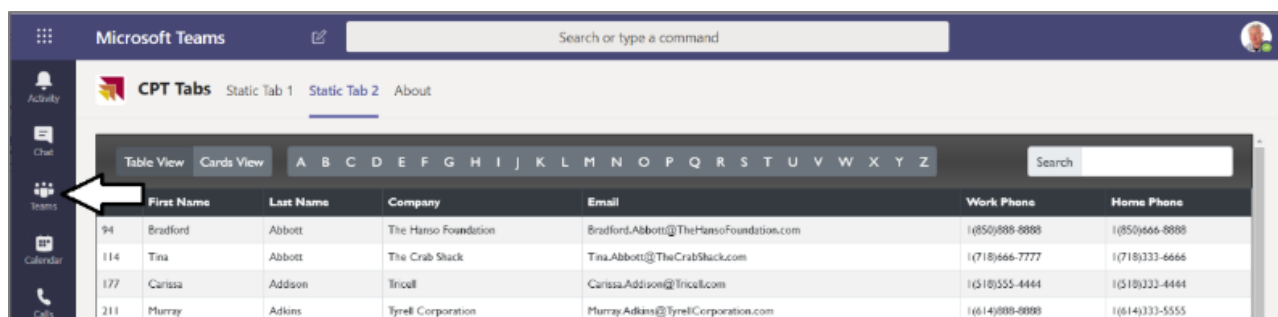 Microsoft Teams Search or type a command
Activity
CPT Tabs Static Tab 1 Static Tab 2 About
Chat
Table View Cards View A B C D E F G H I J K L M N O P Q R S T U V W X Y Z Search
Teams
First Name Last Name Company Email Work Phone Home Phone
94 Bradford Abbott The Hanso Foundation Bradford.Abbott@TheHansoFoundation.com 1(850)888-8888 1(850)666-8888
Calendar
114 Tina Abbott The Crab Shack Tina.Abbott@TheCrabShack.com 1(718)666-7777 1(718)333-6666
177 Carissa Addison Tricell Carissa.Addison@Tricell.com 1(518)555-4444 1(518)333-4444
Calls
211 Murray Adkins Tyrell Corporation Murray.Adkins@TyrellCorporation.com 1(614)888-8888 1(614)333-5555